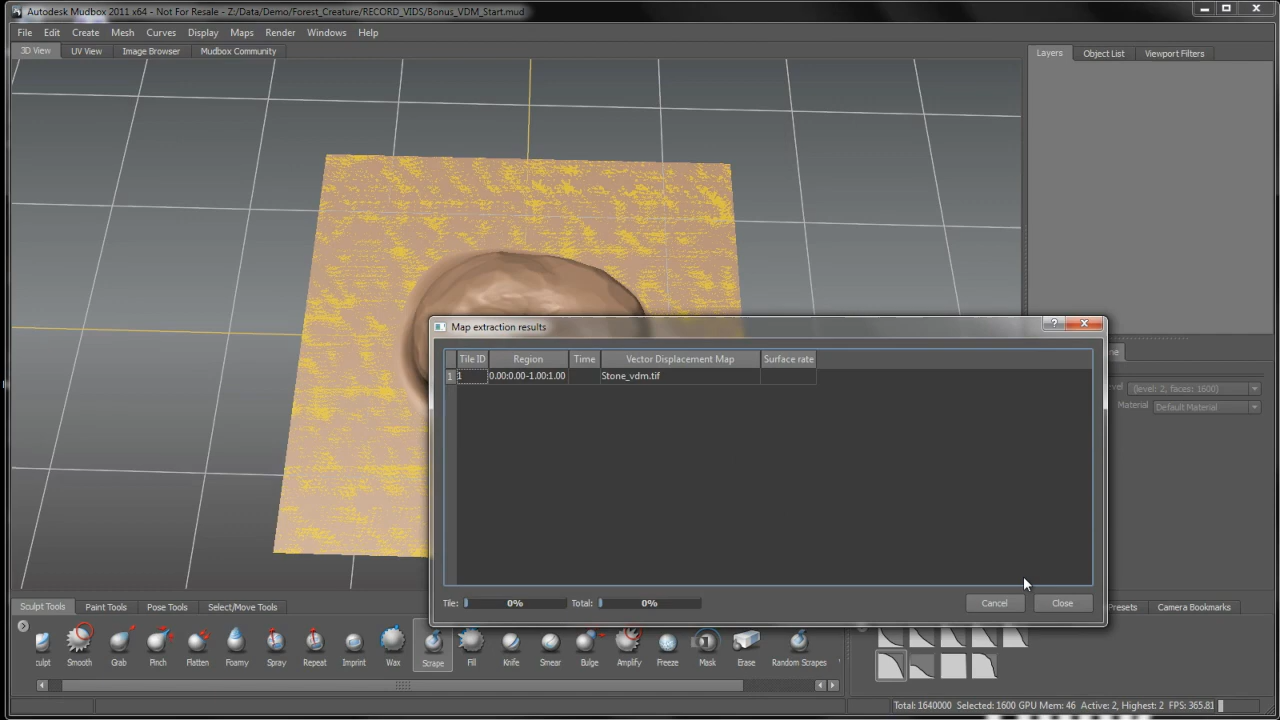 Autodesk Mudbox 2011 x64 - Not For Resale - Z:/Data/Demo/Forest_Creature/RECORD_VIDS/Bonus_VDM_Start.mud
File Edit Create Mesh Curves Display Maps Render Windows Help
3D View UV View Image Browser Mudbox Community
Layers Object List Viewport Filters
Map extraction results
Tile ID Region Time Vector Displacement Map Surface rate
1 1 0.00:0.00-1.00:1.00 Stone_vdm.tif
(level: 2, faces: 1600)
Material Default Material
Tile: 0% Total: 0% Cancel Close
Sculpt Tools Paint Tools Pose Tools Select/Move Tools
Presets Camera Bookmarks
culpt Smooth Grab Pinch Flatten Foamy Spray Repeat Imprint Wax Scrape Fill Knife Smear Bulge Amplify Freeze Mask Erase Random Scrapes
Total: 1640000 Selected: 1600 GPU Mem: 46 Active: 2, Highest: 2 FPS: 365.81